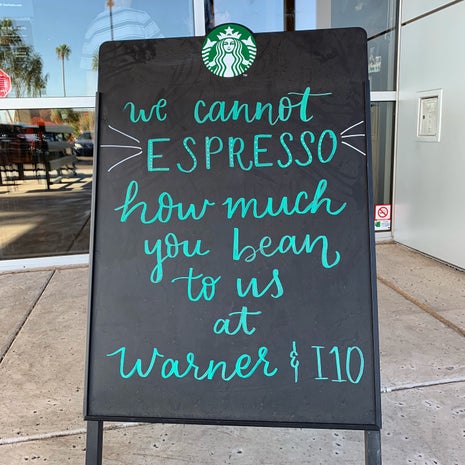 we cannot
ESPRESSO
how much
you bean
to us
at
Warner & I10